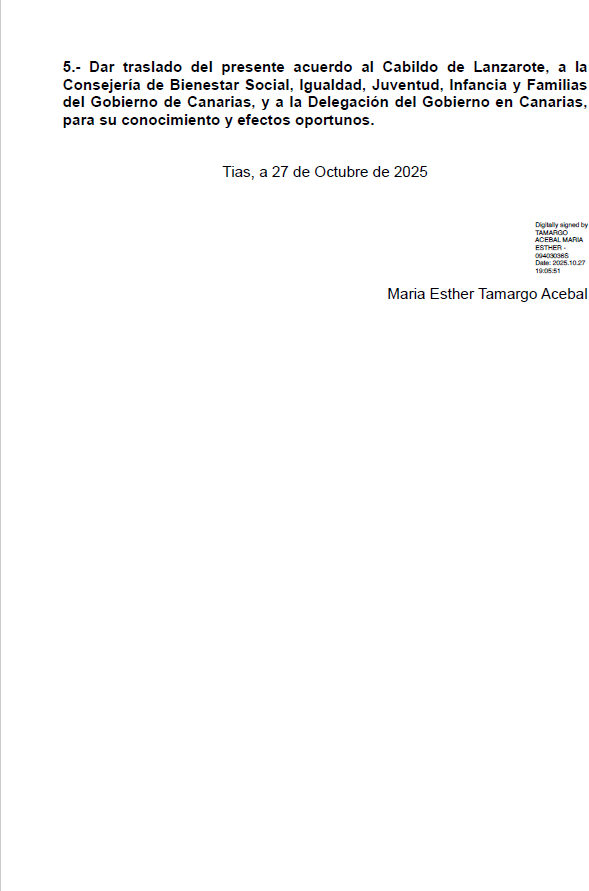 5.- Dar traslado del presente acuerdo al Cabildo de Lanzarote, a la
Consejería de Bienestar Social, Igualdad, Juventud, Infancia y Familias
del Gobierno de Canarias, y a la Delegación del Gobierno en Canarias,
para su conocimiento y efectos oportunos.
Tias, a 27 de Octubre de 2025
Digitally signed by
TAMARGO
ACEBAL MARIA
ESTHER -
09403036S
Date: 2025.10.27
19:05:51
Maria Esther Tamargo Acebal